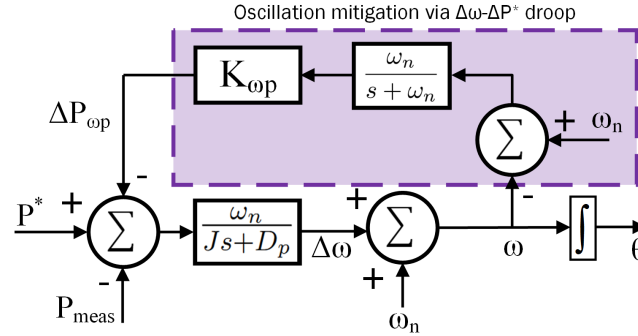 Oscillation mitigation via Δω-ΔP* droop
K_ωp
ω_n
s + ω_n
ΔP_ωp
+
ω_n
Σ
-
-
P*
+
Σ
-
P_meas
ω_n
Js+D_p
Δω
+
Σ
+
ω_n
ω
∫